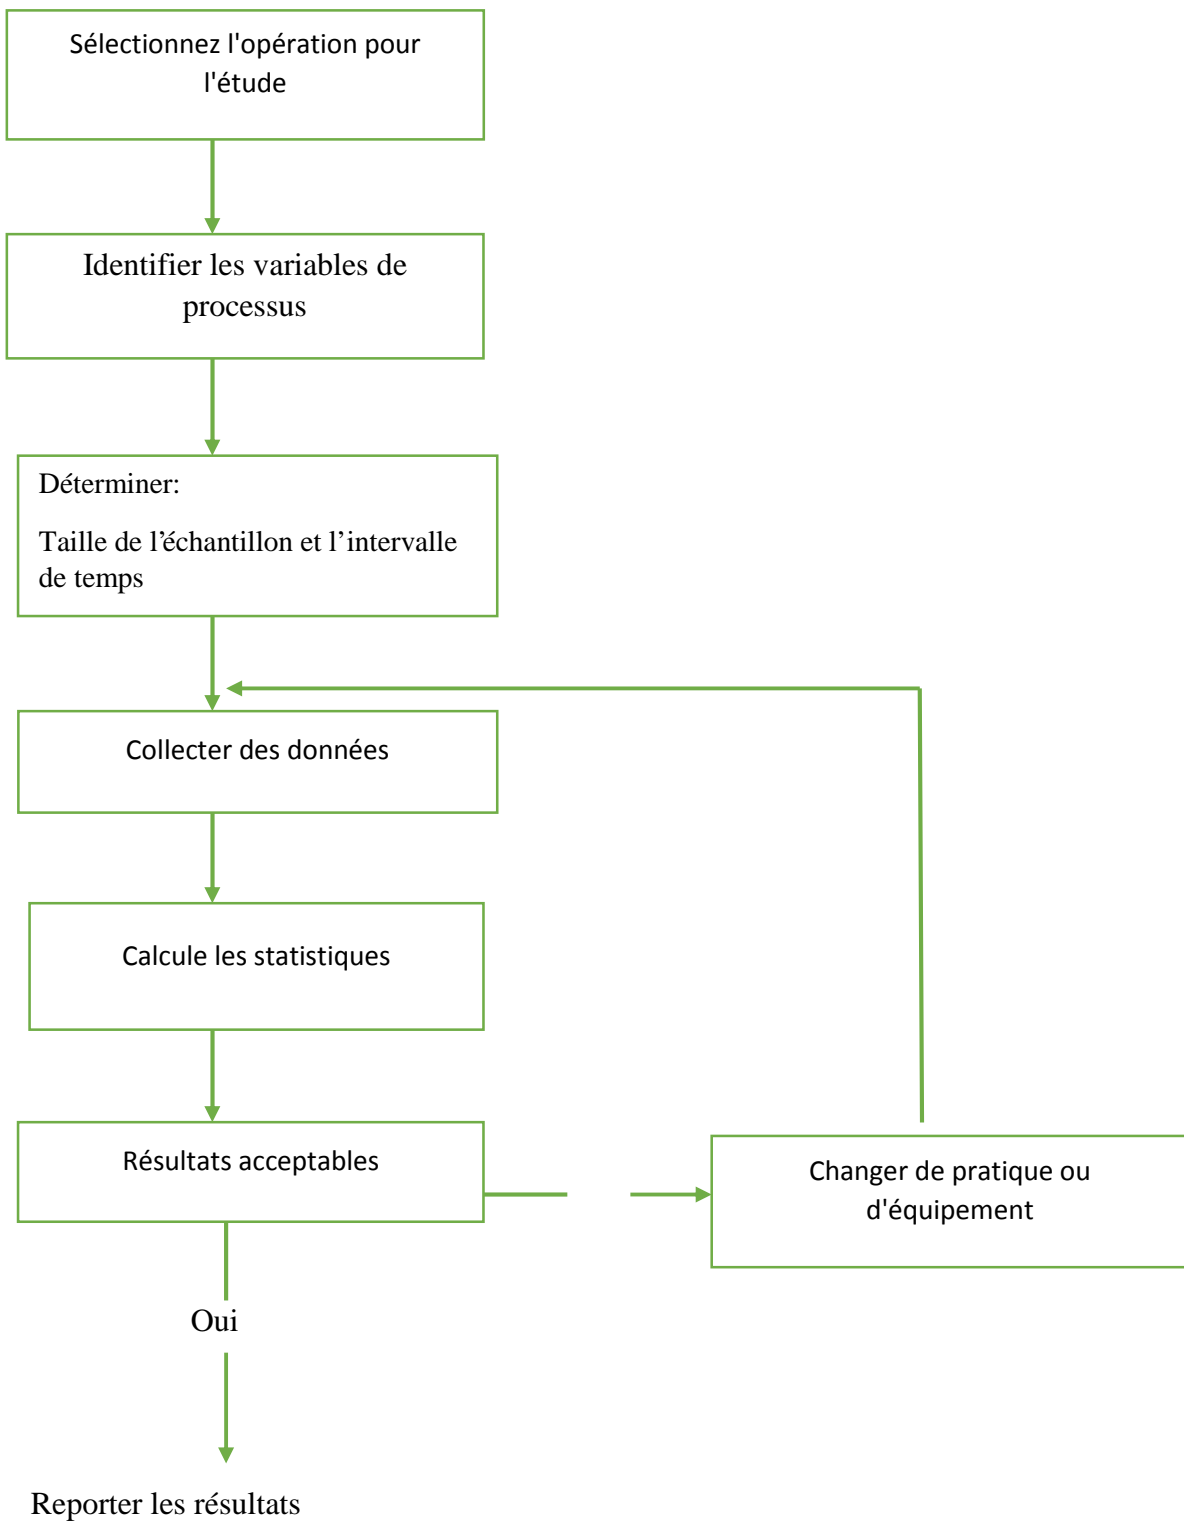 Sélectionnez l'opération pour
l'étude
Identifier les variables de
processus
Déterminer:
Taille de l'échantillon et l’intervalle
de temps
Collecter des données
Calcule les statistiques
Résultats acceptables
Changer de pratique ou
d'équipement
Oui
Reporter les résultats